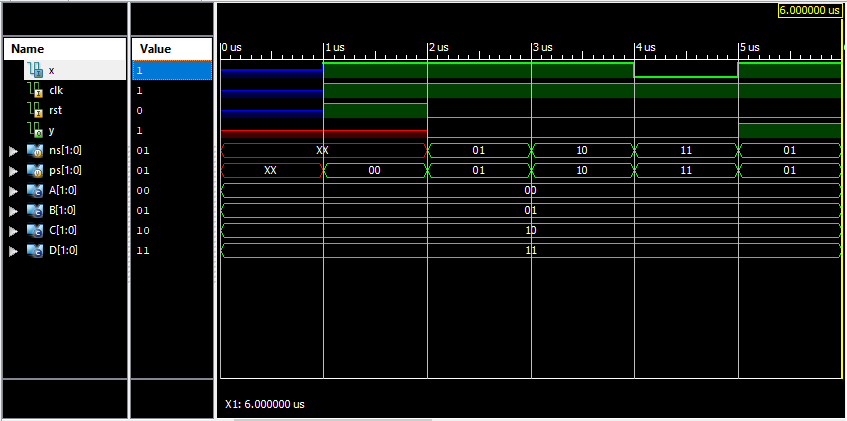 6.000000 us
Name Value 0 us 1 us 2 us 3 us 4 us 5 us
x 1
clk 1
rst 0
y 1
ns[1:0] 01 XX 01 10 11 01
ps[1:0] 01 XX 00 01 10 11 01
A[1:0] 00 00
B[1:0] 01 01
C[1:0] 10 10
D[1:0] 11 11
X1: 6.000000 us